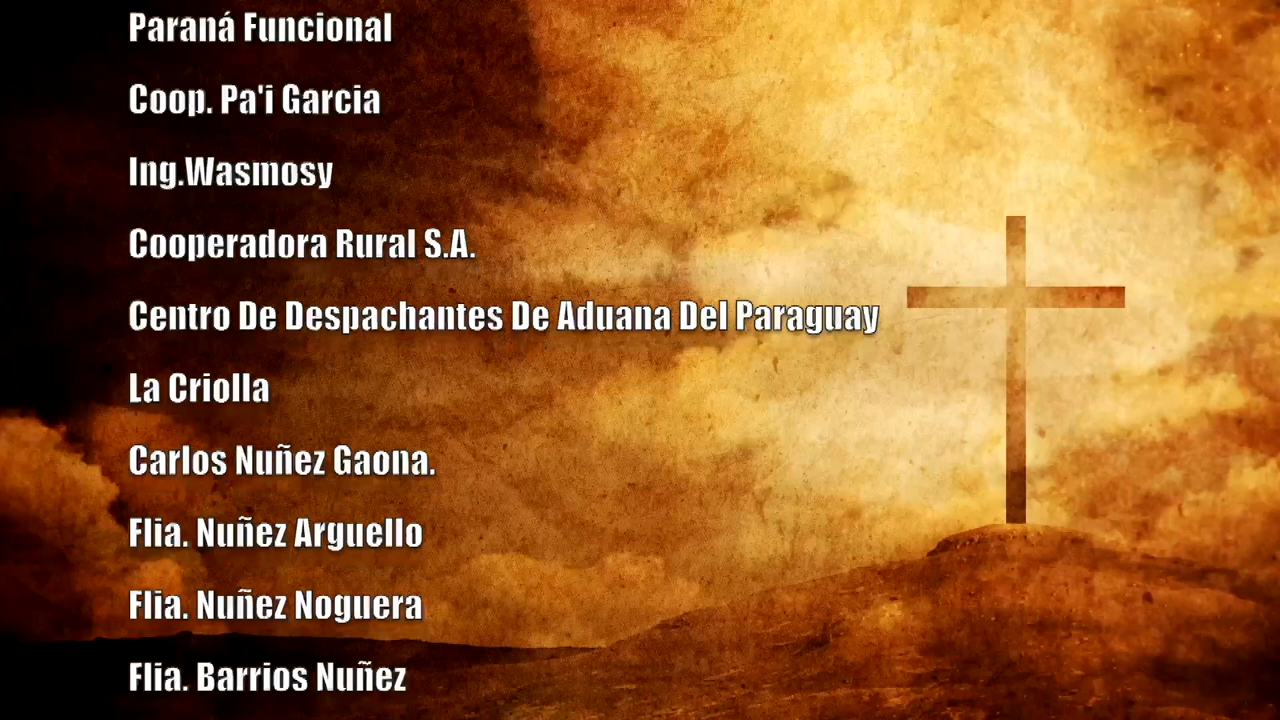 Paraná Funcional
Coop. Pa'i Garcia
Ing.Wasmosy
Cooperadora Rural S.A.
Centro De Despachantes De Aduana Del Paraguay
La Criolla
Carlos Nuñez Gaona.
Flia. Nuñez Arguello
Flia. Nuñez Noguera
Flia. Barrios Nuñez